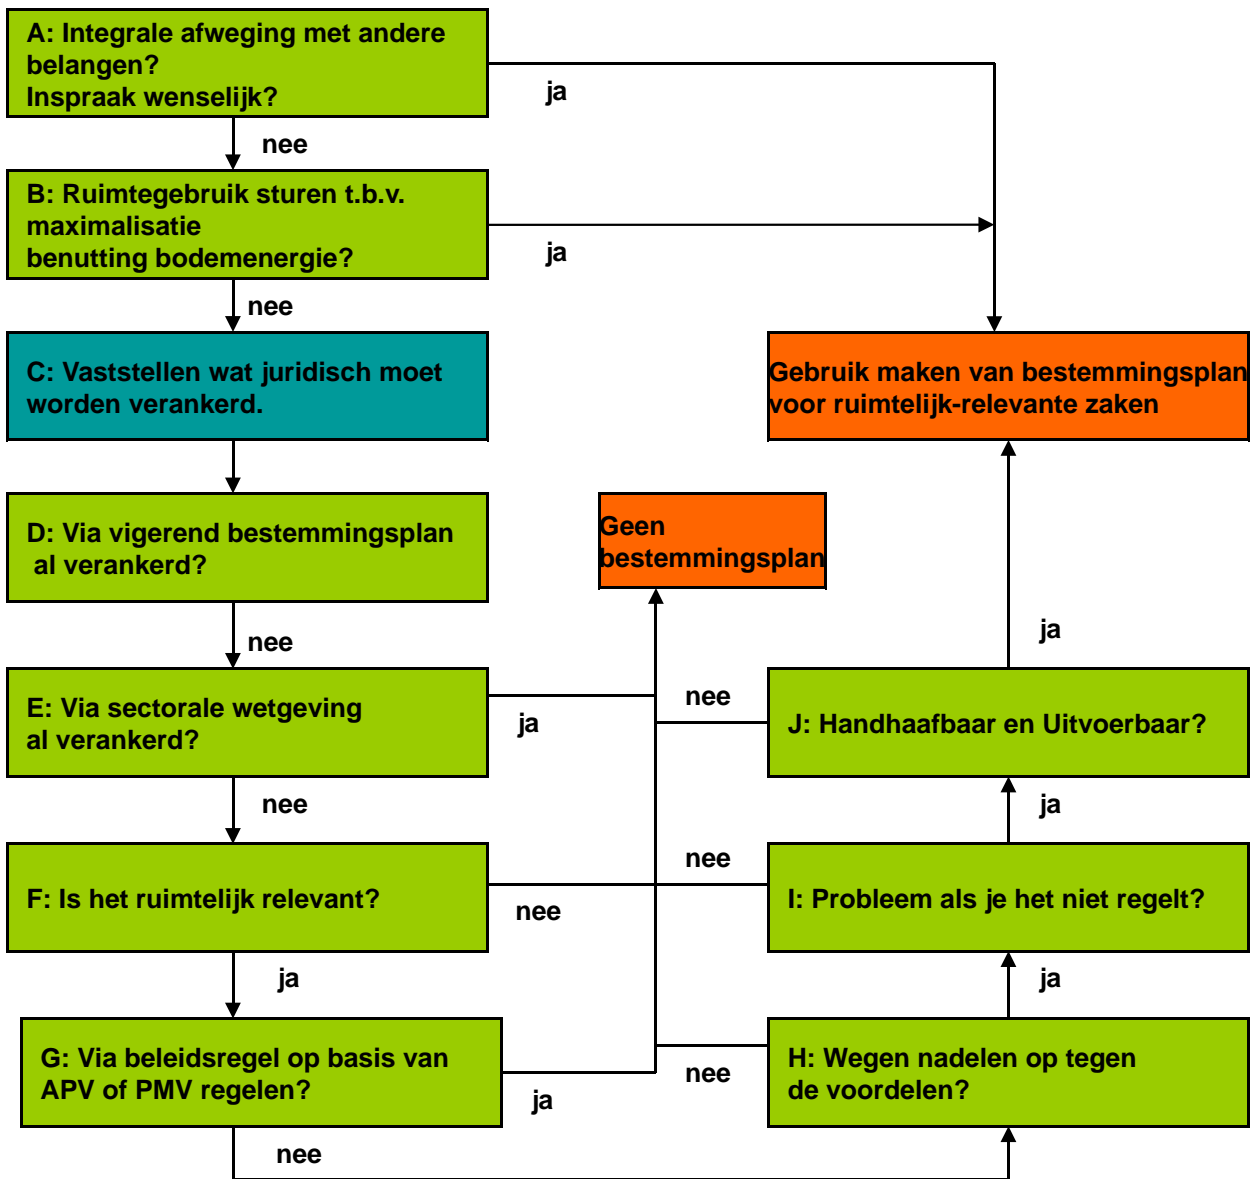 A: Integrale afweging met andere
belangen?
Inspraak wenselijk?
ja
nee
B: Ruimtegebruik sturen t.b.v.
maximalisatie
benutting bodemenergie?
ja
nee
C: Vaststellen wat juridisch moet
worden verankerd.
Gebruik maken van bestemmingsplan
voor ruimtelijk-relevante zaken
D: Via vigerend bestemmingsplan
al verankerd?
Geen
bestemmingsplan
nee
ja
E: Via sectorale wetgeving
al verankerd?
ja
nee
J: Handhaafbaar en Uitvoerbaar?
nee
ja
F: Is het ruimtelijk relevant?
nee
nee
I: Probleem als je het niet regelt?
ja
ja
G: Via beleidsregel op basis van
APV of PMV regelen?
ja
nee
H: Wegen nadelen op tegen
de voordelen?
nee